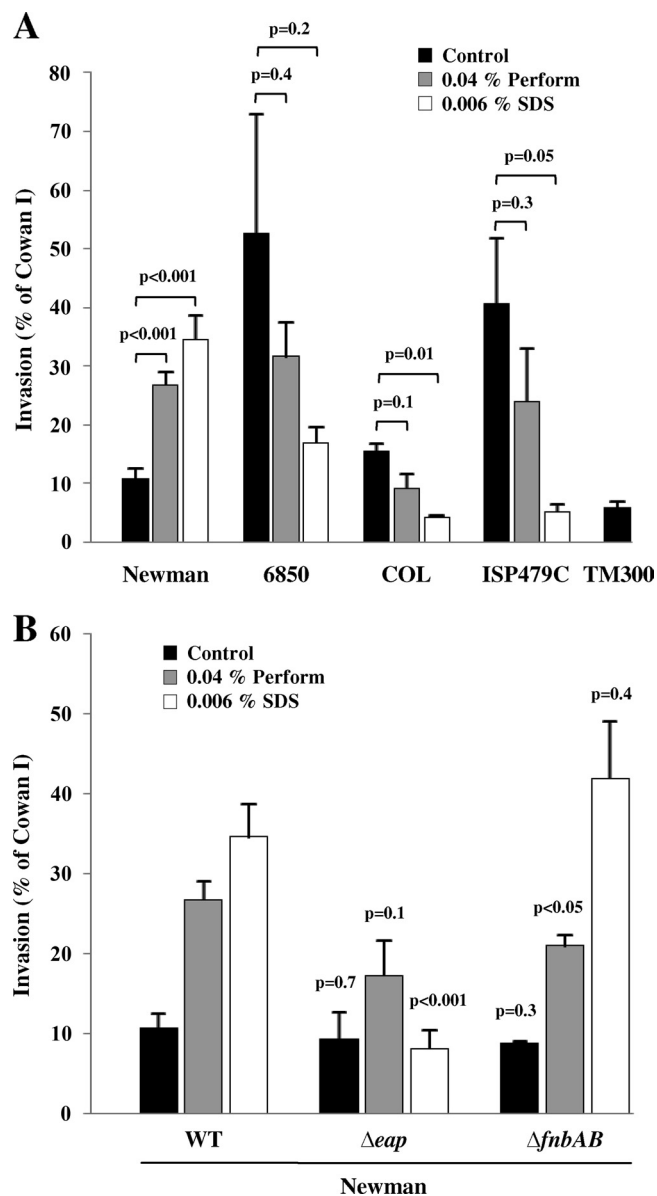 A
p=0.2
p=0.4
Control
0.04 % Perform
0.006 % SDS
p=0.05
p=0.3
p<0.001
p<0.001
p=0.01
p=0.1
Invasion (% of Cowan I)
80
70
60
50
40
30
20
10
0
Newman 6850 COL ISP479C TM300
B
Control
0.04 % Perform
0.006 % SDS
p=0.4
p<0.05
p=0.1
p=0.7
p<0.001
p=0.3
Invasion (% of Cowan I)
60
50
40
30
20
10
0
WT Δeap ΔfnbAB
Newman